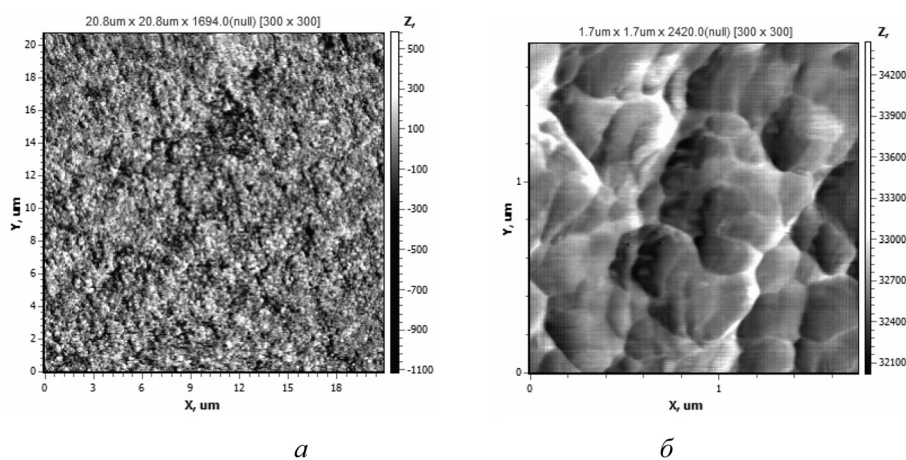 20.8um x 20.8um x 1694.0(null) [300 x 300]
Z,
20
18
16
14
12
10
8
6
4
2
0
Y, um
500
300
100
-100
-300
-500
-700
-900
-1100
0 3 6 9 12 15 18
X, um
а
1.7um x 1.7um x 2420.0(null) [300 x 300]
Z,
1
0
Y, um
34200
33900
33600
33300
33000
32700
32400
32100
0 1
X, um
б